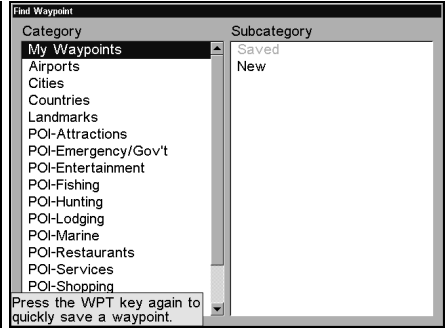 Find Waypoint
Category
Subcategory
My Waypoints
Airports
Cities
Countries
Landmarks
POI-Attractions
POI-Emergency/Gov't
POI-Entertainment
POI-Fishing
POI-Hunting
POI-Lodging
POI-Marine
POI-Restaurants
POI-Services
POI-Shopping
Saved
New
Press the WPT key again to
quickly save a waypoint.